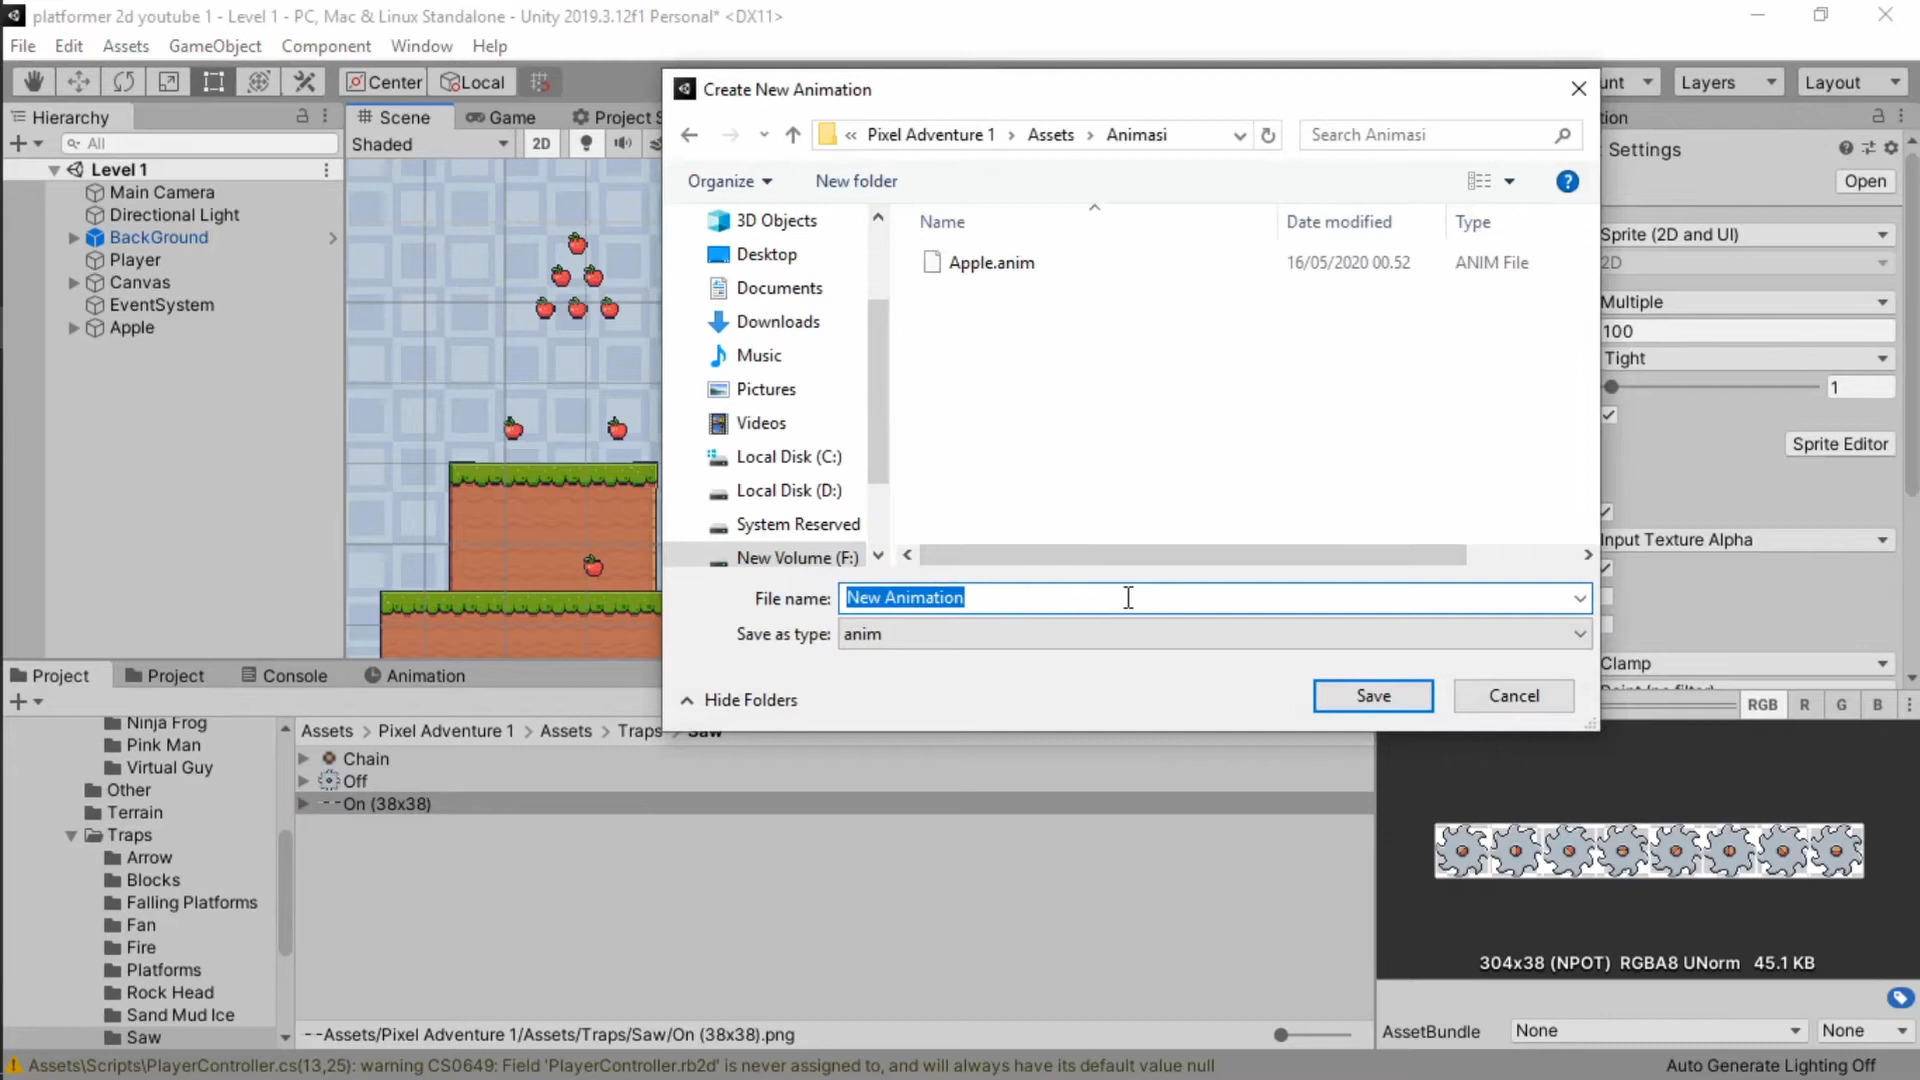 platformer 2d youtube 1 - Level 1 - PC, Mac & Linux Standalone - Unity 2019.3.12f1 Personal* <DX11>
File Edit Assets GameObject Component Window Help
Center Local Layers Layout
Hierarchy
All
Level 1
Main Camera
Directional Light
BackGround
Player
Canvas
EventSystem
Apple
Scene Game Project S
Shaded 2D
Create New Animation
« Pixel Adventure 1 > Assets > Animasi
Search Animasi
Organize New folder
3D Objects
Desktop
Documents
Downloads
Music
Pictures
Videos
Local Disk (C:)
Local Disk (D:)
System Reserved
New Volume (F:)
Name Date modified Type
Apple.anim 16/05/2020 00.52 ANIM File
File name: New Animation
Save as type: anim
Hide Folders Save Cancel
Settings
Open
Sprite (2D and UI)
2D
Multiple
100
Tight
1
Sprite Editor
Input Texture Alpha
Clamp
RGB R G B
Project Project Console Animation
Ninja Frog
Pink Man
Virtual Guy
Other
Terrain
Traps
Arrow
Blocks
Falling Platforms
Fan
Fire
Platforms
Rock Head
Sand Mud Ice
Saw
Assets > Pixel Adventure 1 > Assets > Traps > Saw
Chain
Off
On (38x38)
Assets/Pixel Adventure 1/Assets/Traps/Saw/On (38x38).png
304x38 (NPOT) RGBA8 UNorm 45.1 KB
AssetBundle None None
Assets\Scripts\PlayerController.cs(13,25): warning CS0649: Field 'PlayerController.rb2d' is never assigned to, and will always have its default value null
Auto Generate Lighting Off